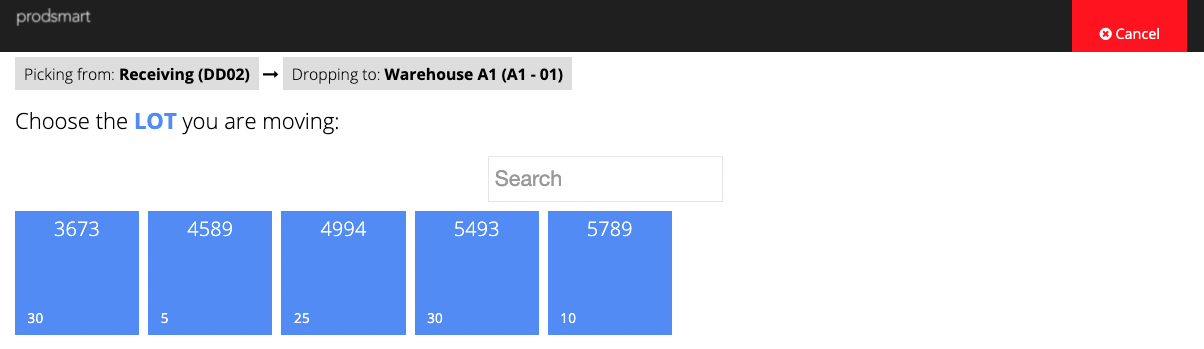 prodsmart
Cancel
Picking from: Receiving (DD02) → Dropping to: Warehouse A1 (A1 - 01)
Choose the LOT you are moving:
Search
3673 4589 4994 5493 5789
30 5 25 30 10